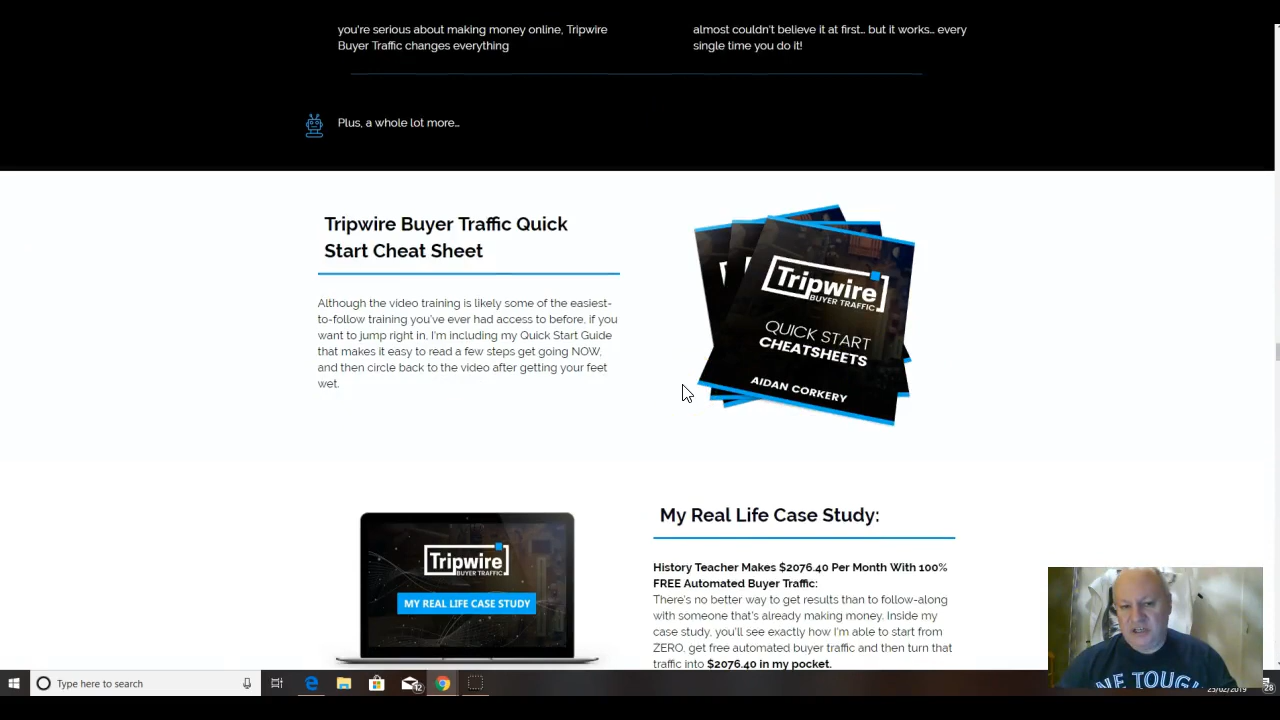 you're serious about making money online, Tripwire
Buyer Traffic changes everything
almost couldn't believe it at first... but it works... every
single time you do it!
Plus, a whole lot more...
Tripwire Buyer Traffic Quick
Start Cheat Sheet
Although the video training is likely some of the easiest-
to-follow training you've ever had access to before, if you
want to jump right in, I'm including my Quick Start Guide
that makes it easy to read a few steps get going NOW,
and then circle back to the video after getting your feet
wet.
Tripwire
BUYER TRAFFIC
QUICK START
CHEATSHEETS
AIDAN CORKERY
Tripwire
BUYER TRAFFIC
MY REAL LIFE CASE STUDY
My Real Life Case Study:
History Teacher Makes $2076.40 Per Month With 100%
FREE Automated Buyer Traffic:
There's no better way to get results than to follow-along
with someone that's already making money. Inside my
case study, you'll see exactly how I'm able to start from
ZERO, get free automated buyer traffic and then turn that
traffic into $2076.40 in my pocket.
NE TOUG
Type here to search
12
25/02/2019
28